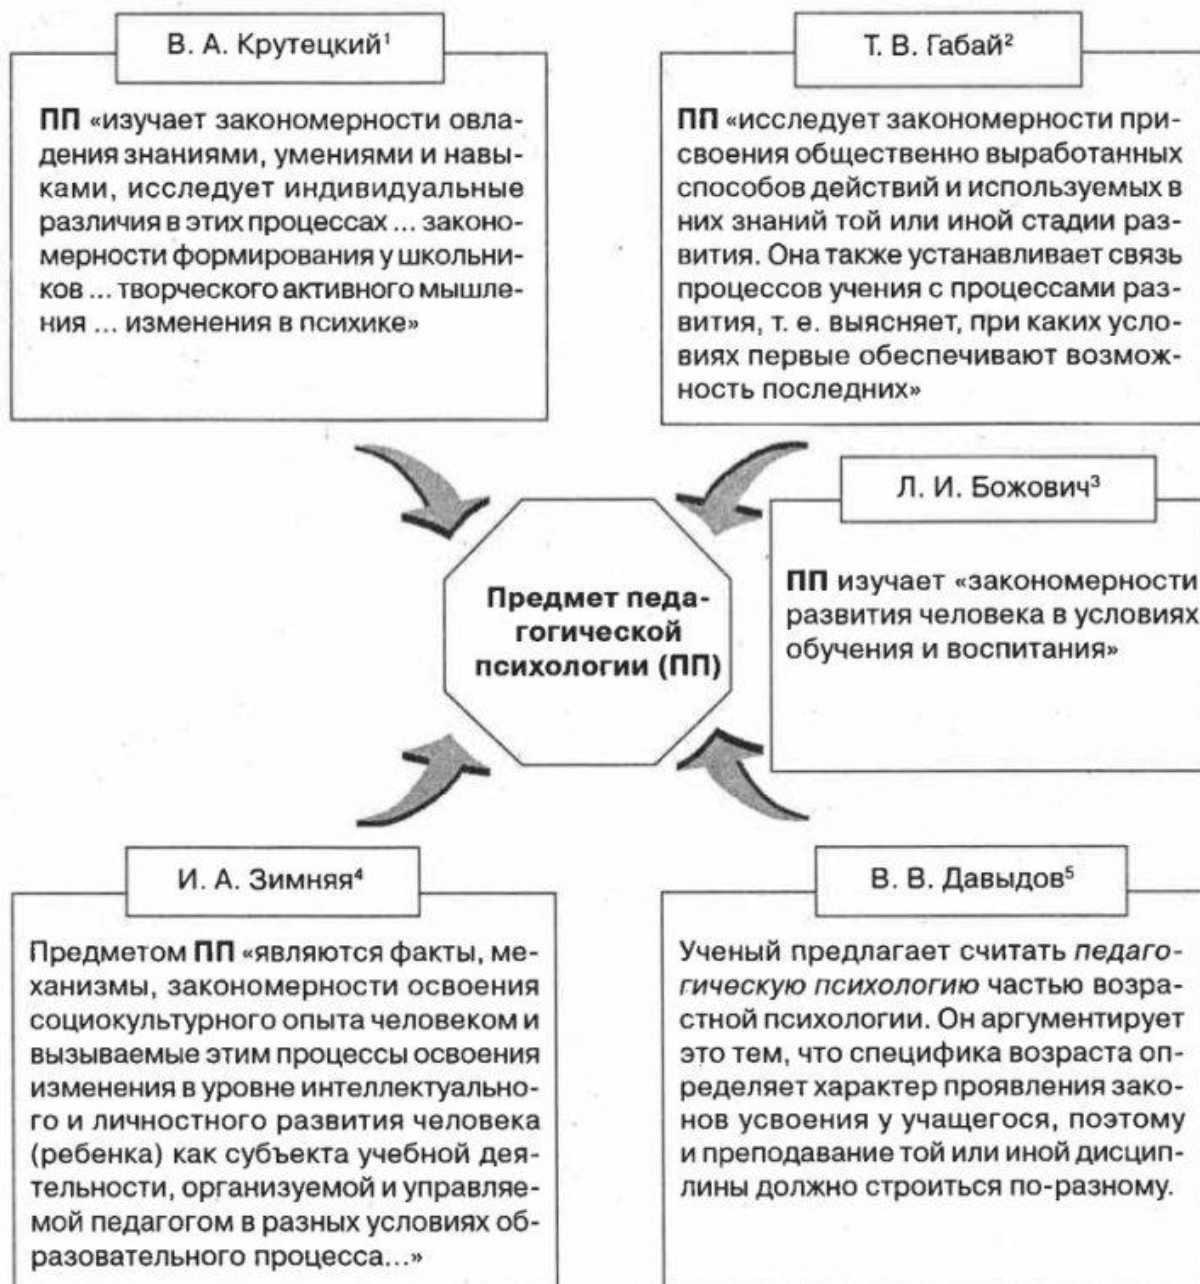 В. А. Крутецкий¹
ПП «изучает закономерности овла-
дения знаниями, умениями и навы-
ками, исследует индивидуальные
различия в этих процессах ... законо-
мерности формирования у школьни-
ков ... творческого активного мышле-
ния ... изменения в психике»
Т. В. Габай²
ПП «исследует закономерности при-
своения общественно выработанных
способов действий и используемых в
них знаний той или иной стадии раз-
вития. Она также устанавливает связь
процессов учения с процессами раз-
вития, т. е. выясняет, при каких усло-
виях первые обеспечивают возмож-
ность последних»
Л. И. Божович³
ПП изучает «закономерности
развития человека в условиях
обучения и воспитания»
Предмет педа-
гогической
психологии (ПП)
И. А. Зимняя⁴
Предметом ПП «являются факты, ме-
ханизмы, закономерности освоения
социокультурного опыта человеком и
вызываемые этим процессы освоения
изменения в уровне интеллектуально-
го и личностного развития человека
(ребенка) как субъекта учебной дея-
тельности, организуемой и управляе-
мой педагогом в разных условиях об-
разовательного процесса...»
В. В. Давыдов⁵
Ученый предлагает считать педаго-
гическую психологию частью возра-
стной психологии. Он аргументирует
это тем, что специфика возраста оп-
ределяет характер проявления зако-
нов усвоения у учащегося, поэтому
и преподавание той или иной дисцип-
лины должно строиться по-разному.